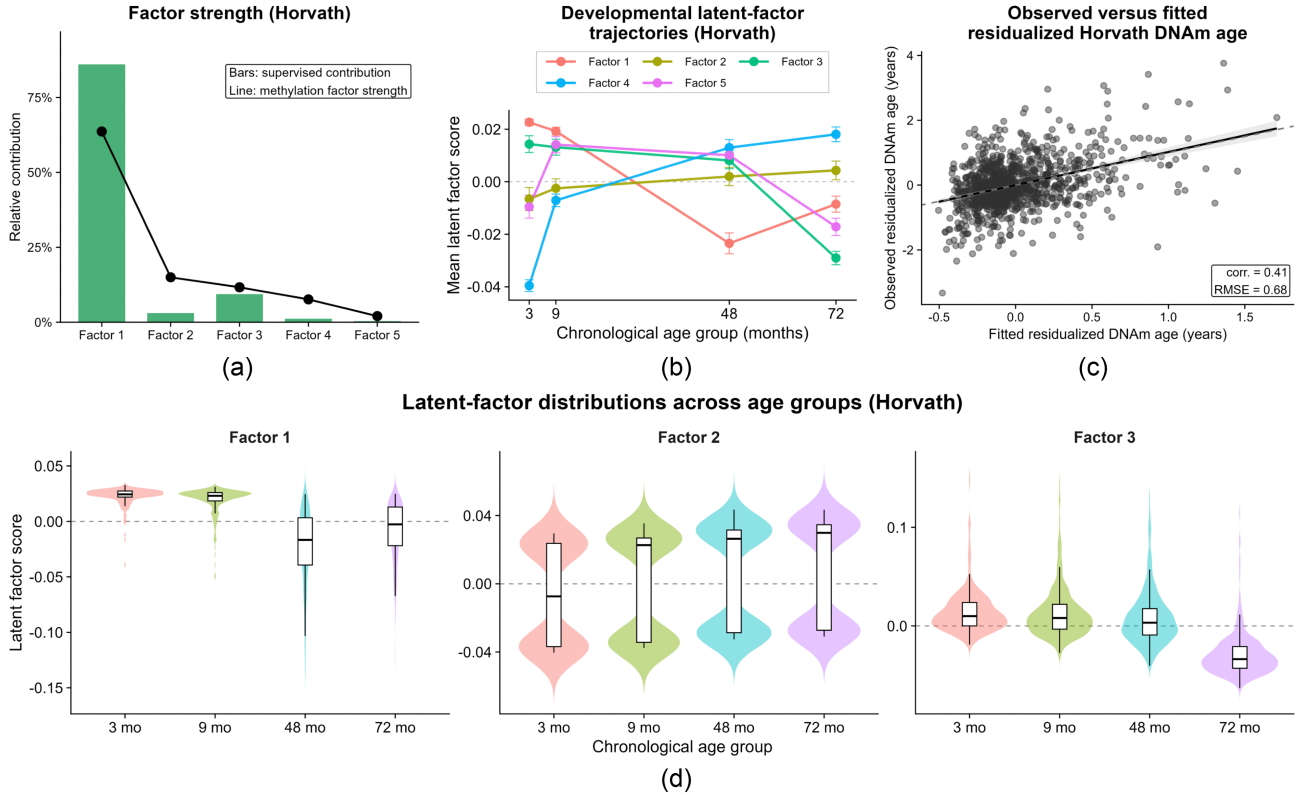 Factor strength (Horvath)
Relative contribution
75%
50%
25%
0%
Bars: supervised contribution
Line: methylation factor strength
Factor 1 Factor 2 Factor 3 Factor 4 Factor 5
(a)
Developmental latent-factor
trajectories (Horvath)
Factor 1 Factor 2 Factor 3
Factor 4 Factor 5
Mean latent factor score
0.02
0.00
-0.02
-0.04
3 9 48 72
Chronological age group (months)
(b)
Observed versus fitted
residualized Horvath DNAm age
Observed residualized DNAm age (years)
4
2
0
-2
corr. = 0.41
RMSE = 0.68
-0.5 0.0 0.5 1.0 1.5
Fitted residualized DNAm age (years)
(c)
Latent-factor distributions across age groups (Horvath)
Latent factor score
Factor 1
0.05
0.00
-0.05
-0.10
-0.15
3 mo 9 mo 48 mo 72 mo
Factor 2
0.04
0.00
-0.04
3 mo 9 mo 48 mo 72 mo
Factor 3
0.1
0.0
3 mo 9 mo 48 mo 72 mo
Chronological age group
(d)